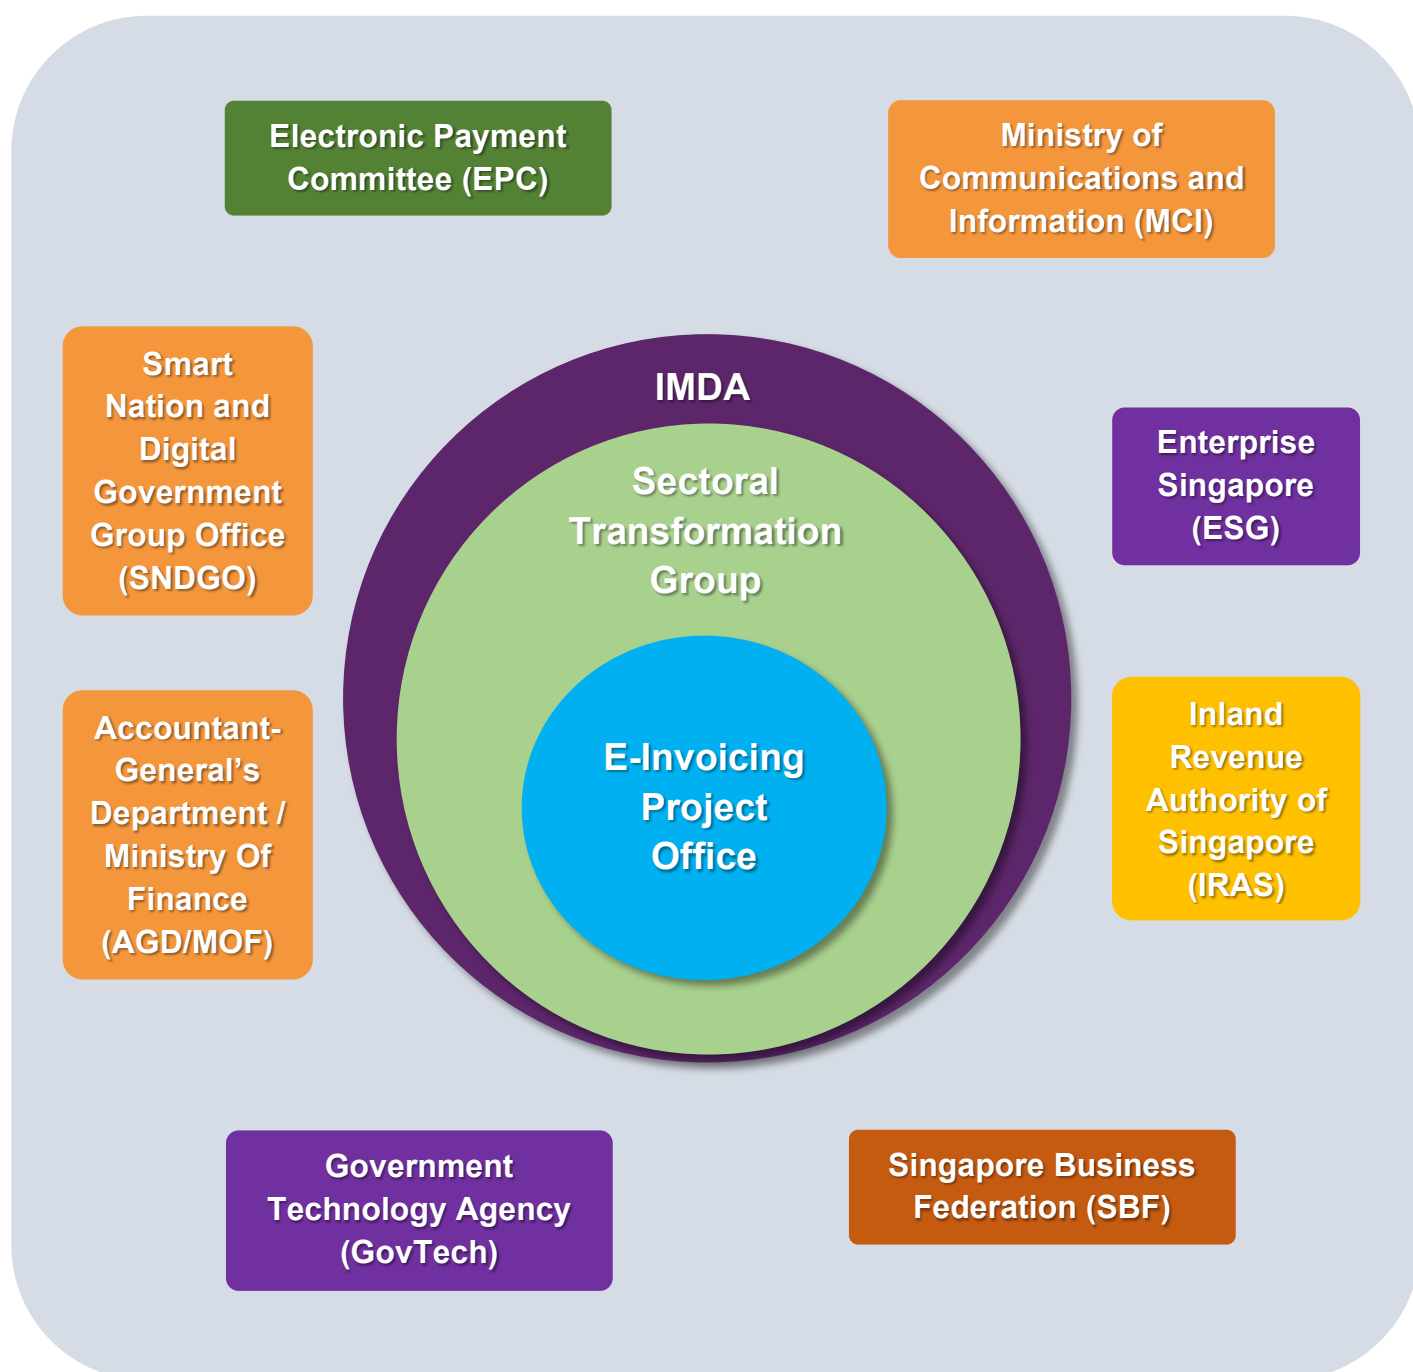 Electronic Payment
Committee (EPC)
Ministry of
Communications and
Information (MCI)
Smart
Nation and
Digital
Government
Group Office
(SNDGO)
IMDA
Sectoral
Transformation
Group
E-Invoicing
Project
Office
Enterprise
Singapore
(ESG)
Accountant-
General’s
Department /
Ministry Of
Finance
(AGD/MOF)
Inland
Revenue
Authority of
Singapore
(IRAS)
Government
Technology Agency
(GovTech)
Singapore Business
Federation (SBF)